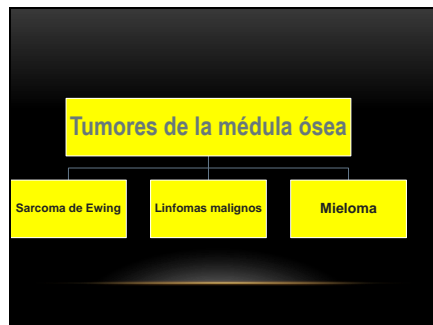 Tumores de la médula ósea
Sarcoma de Ewing
Linfomas malignos
Mieloma